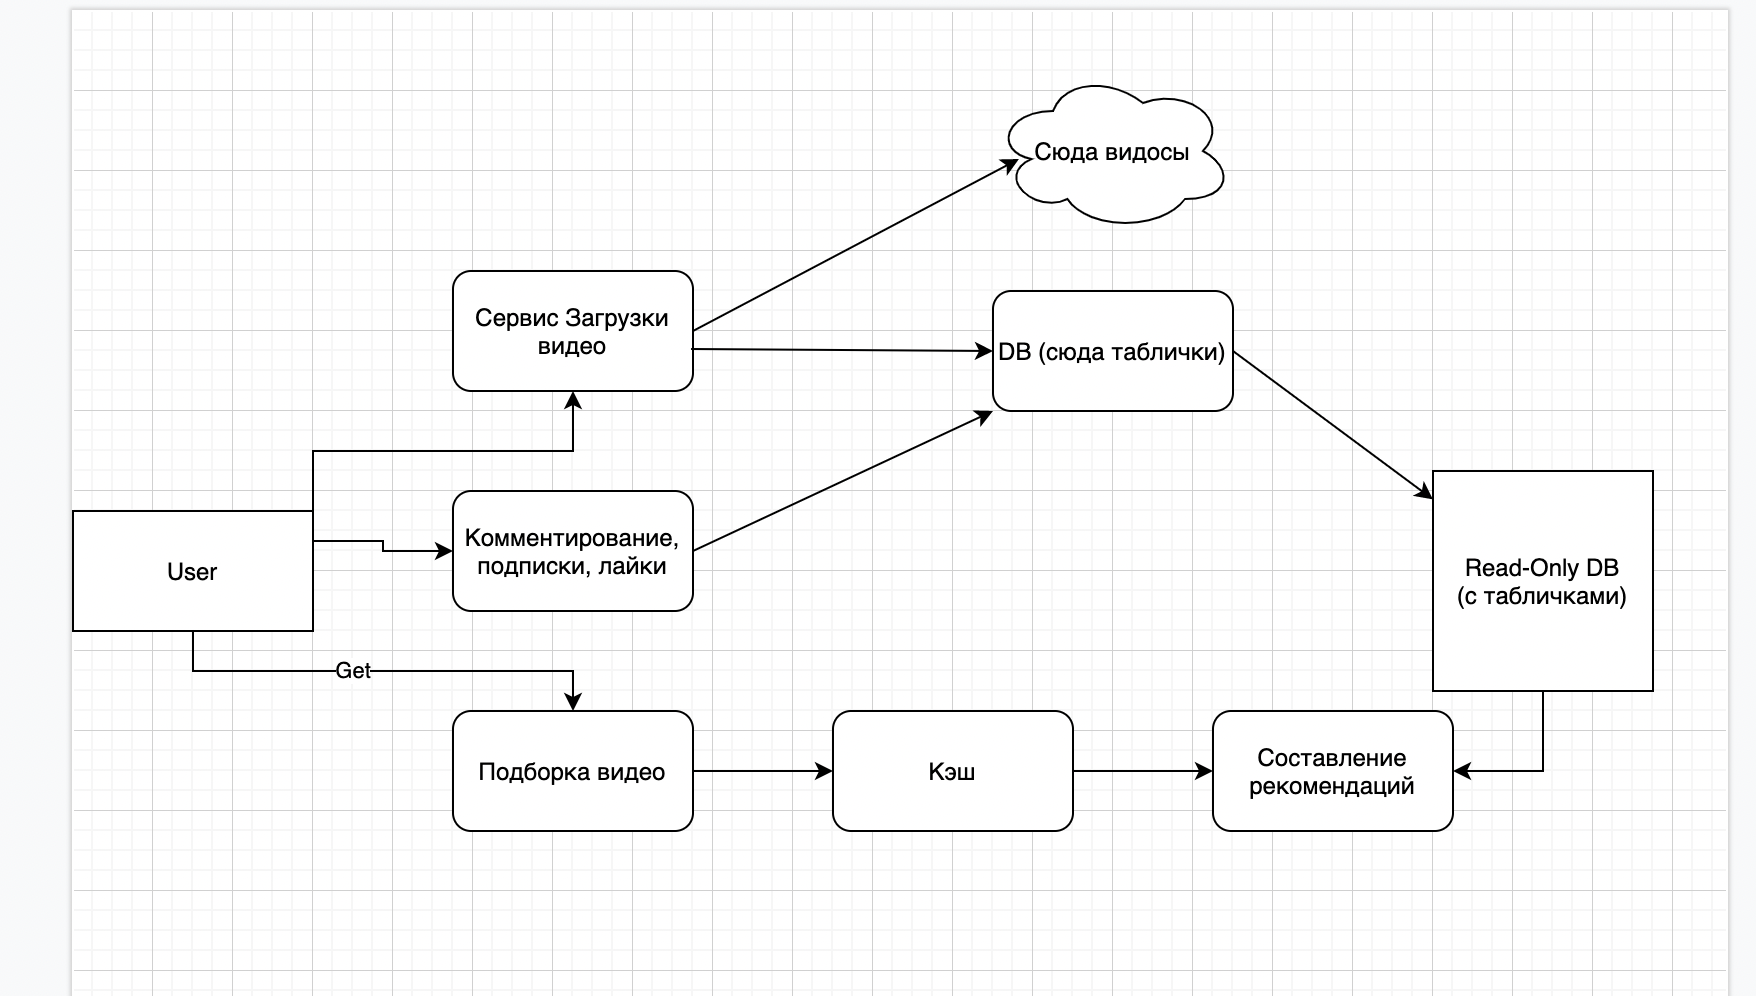 Сюда видосы
Сервис Загрузки
видео
DB (сюда таблички)
Комментирование,
подписки, лайки
User
Read-Only DB
(с табличками)
Get
Подборка видео
Кэш
Составление
рекомендаций